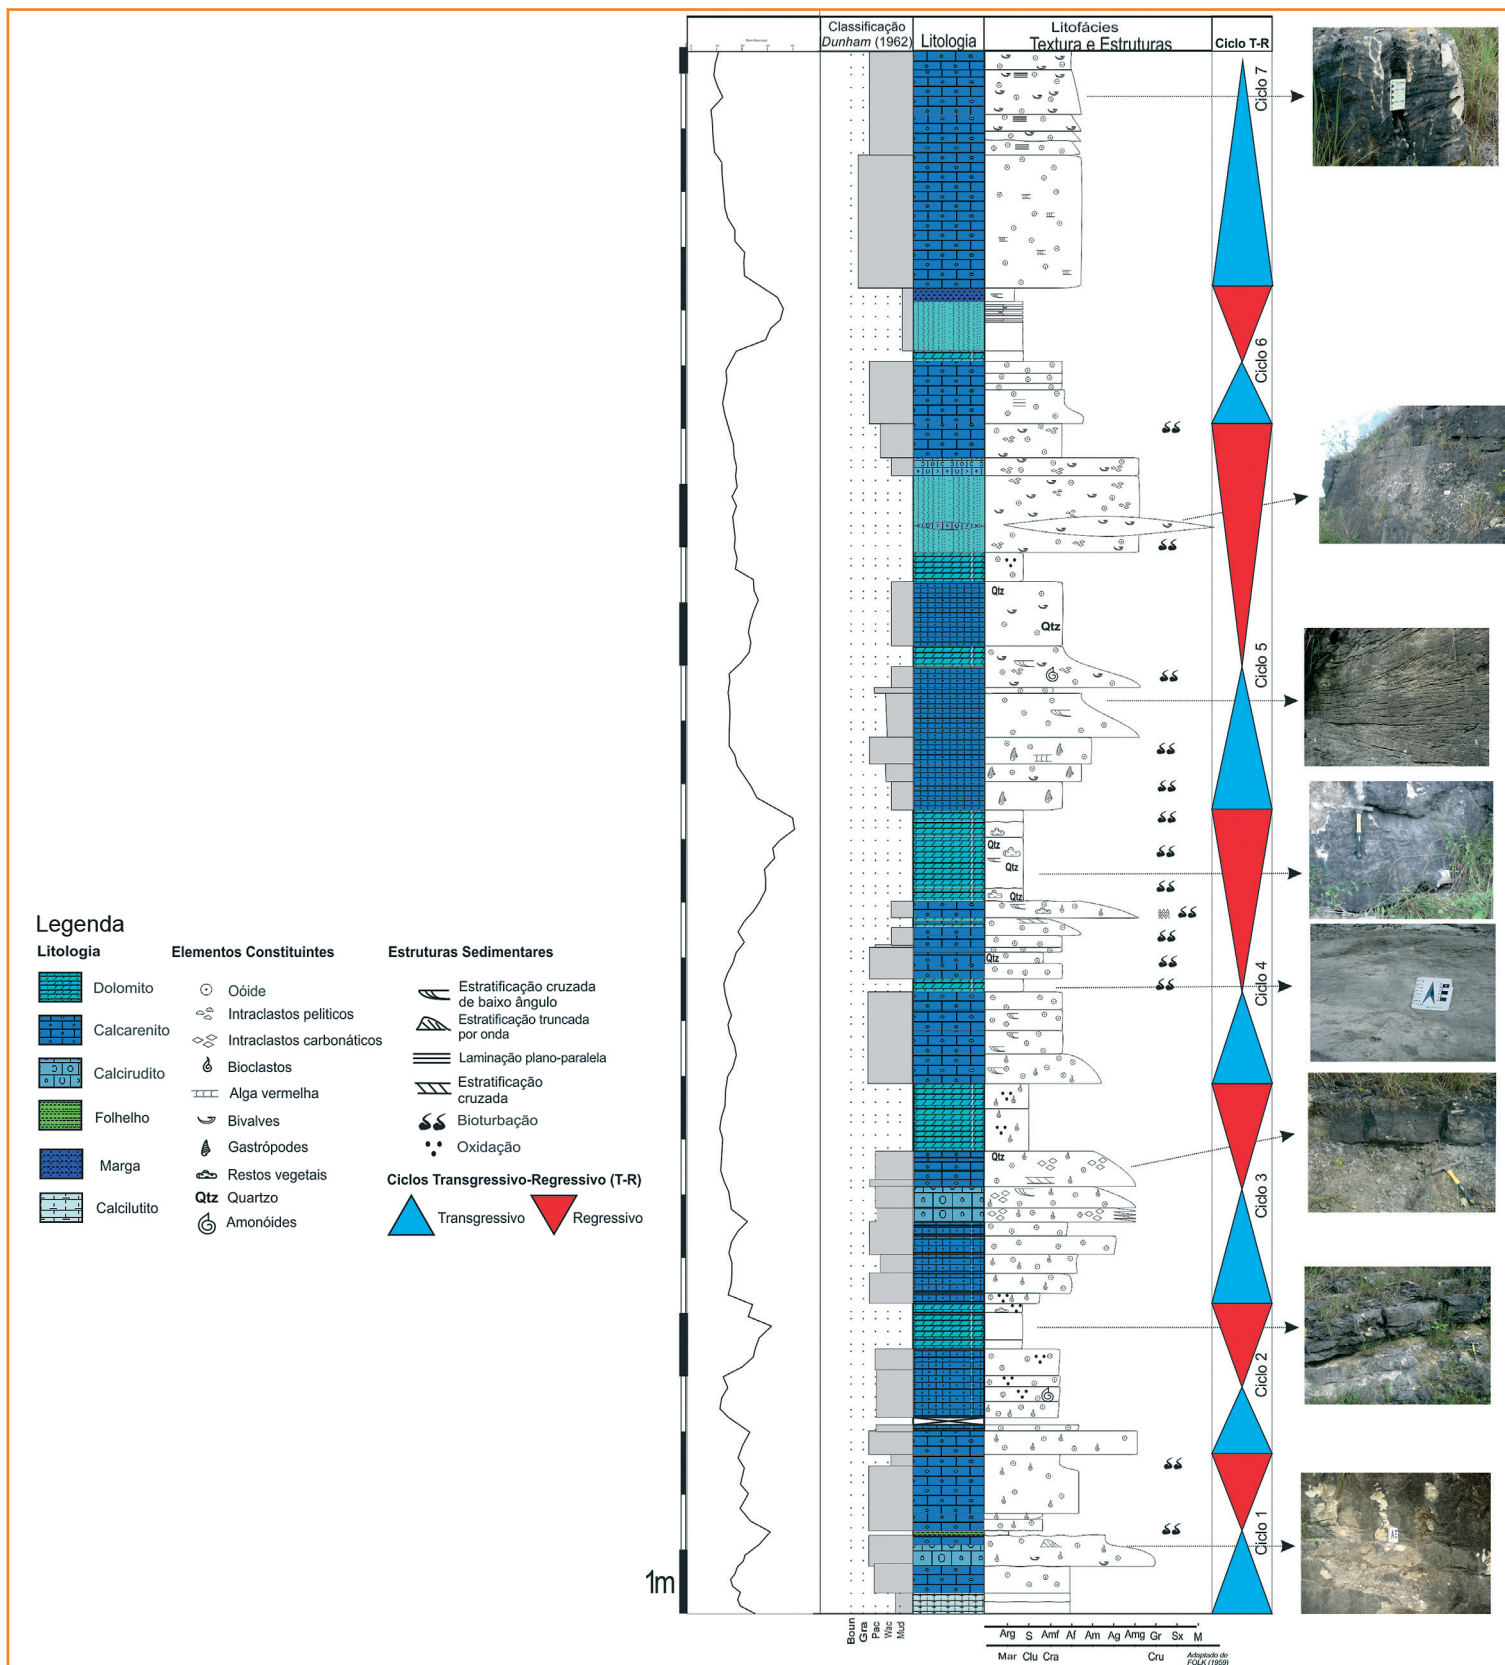 Classificação
Dunham (1962)
Litologia
Litofácies
Textura e Estruturas
Ciclo T-R
Ciclo 7
Ciclo 6
Qtz
Qtz
Ciclo 5
Qtz
Qtz
Qtz
Qtz
Ciclo 4
Qtz
Ciclo 3
Ciclo 2
Ciclo 1
1m
Legenda
Litologia
Dolomito
Calcarenito
Calcirudito
Folhelho
Marga
Calcilutito
Elementos Constituintes
Oóide
Intraclastos pelíticos
Intraclastos carbonáticos
Bioclastos
Alga vermelha
Bivalves
Gastrópodes
Restos vegetais
Qtz Quartzo
Amonóides
Estruturas Sedimentares
Estratificação cruzada
de baixo ângulo
Estratificação truncada
por onda
Laminação plano-paralela
Estratificação
cruzada
Bioturbação
Oxidação
Ciclos Transgressivo-Regressivo (T-R)
Transgressivo
Regressivo
Boun
Gra
Pac
Wac
Mud
Arg S Amf Af Am Ag Amg Gr Sx M
Mar Clu Cra Cru
Adaptado de
FOLK (1959)